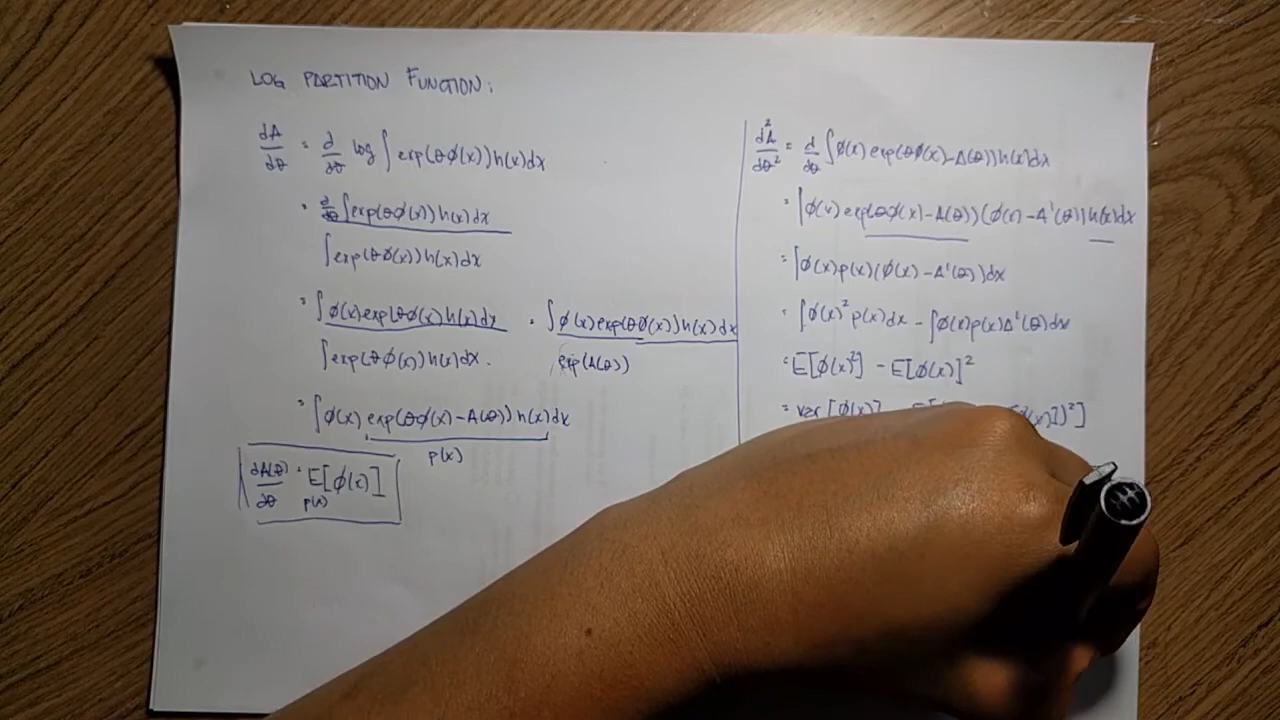 LOG PARTITION FUNCTION:
dA/dθ = d/dθ log ∫ exp(θφ(x)) h(x)dx
= d/dθ ∫exp(θφ(x)) h(x)dx
∫exp(θφ(x)) h(x)dx
= ∫ φ(x) exp(θφ(x)) h(x)dx = ∫ φ(x) exp(θφ(x)) h(x)dx
∫exp(θφ(x)) h(x)dx. exp(A(θ))
= ∫ φ(x) exp(θφ(x) - A(θ)) h(x)dx
p(x)
dA(θ)/dθ = E[φ(x)]
p(x)
d²A/dθ² = d/dθ ∫ φ(x) exp(θφ(x) - A(θ)) h(x)dx
= ∫φ(x) exp(θφ(x) - A(θ)) (φ(x) - A'(θ)) h(x)dx
= ∫φ(x) p(x) (φ(x) - A'(θ)) dx
= ∫φ(x)² p(x)dx - ∫φ(x) p(x) A'(θ) dx
= E[φ(x)²] - E[φ(x)]²
= var[φ(x)] (x)])²]